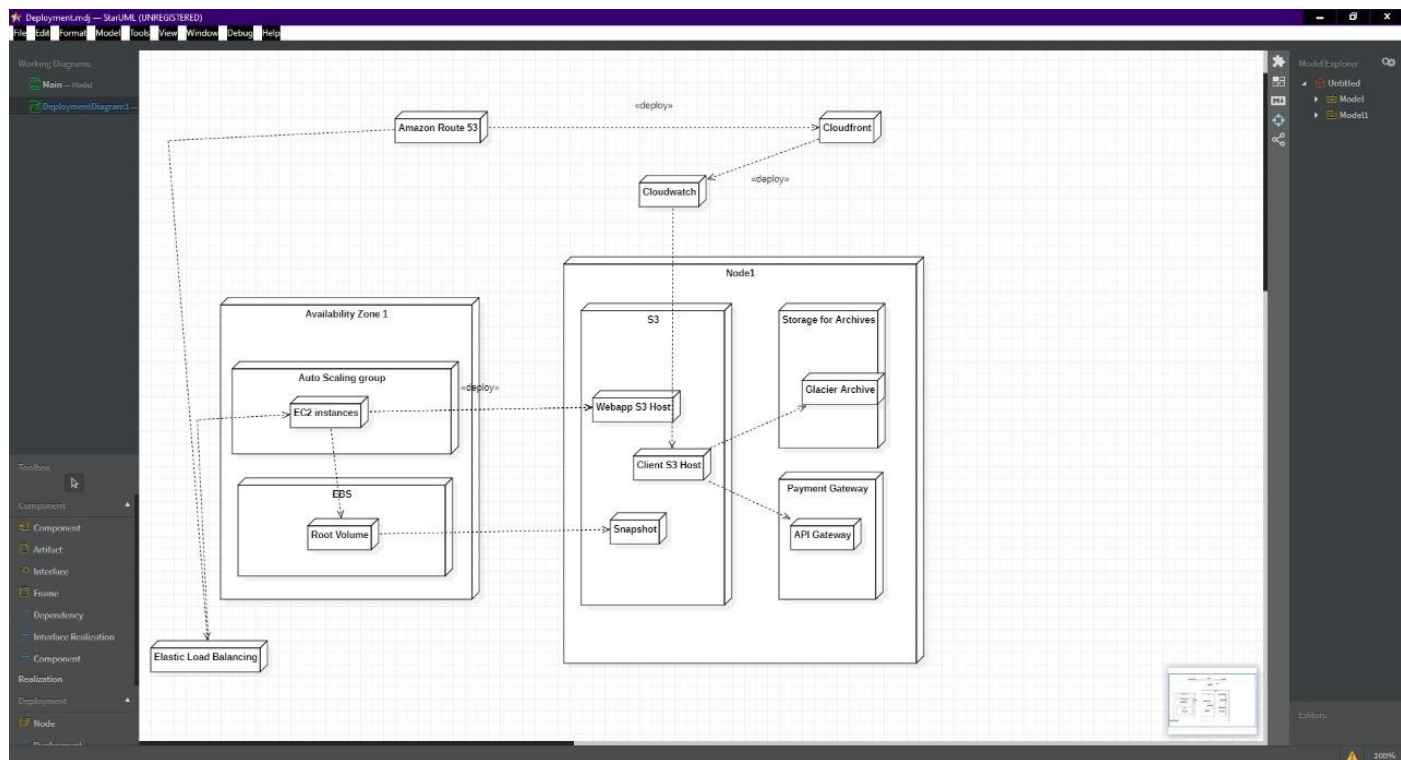 Deployment.mdj — StarUML (UNREGISTERED)
File Edit Format Model Tools View Window Debug Help
Working Diagrams
Main — Model
DeploymentDiagram1 —
«deploy»
Amazon Route 53
Cloudfront
Cloudwatch
«deploy»
Node1
Availability Zone 1
S3
Storage for Archives
Auto Scaling group
«deploy»
Glacier Archive
EC2 instances
Webapp S3 Host
Client S3 Host
EBS
Payment Gateway
Root Volume
Snapshot
API Gateway
Elastic Load Balancing
Toolbox
Component
Component
Artifact
Interface
Frame
Dependency
Interface Realization
Component
Realization
Deployment
Node
Model Explorer
Untitled
Model
Model1
Editors
100%